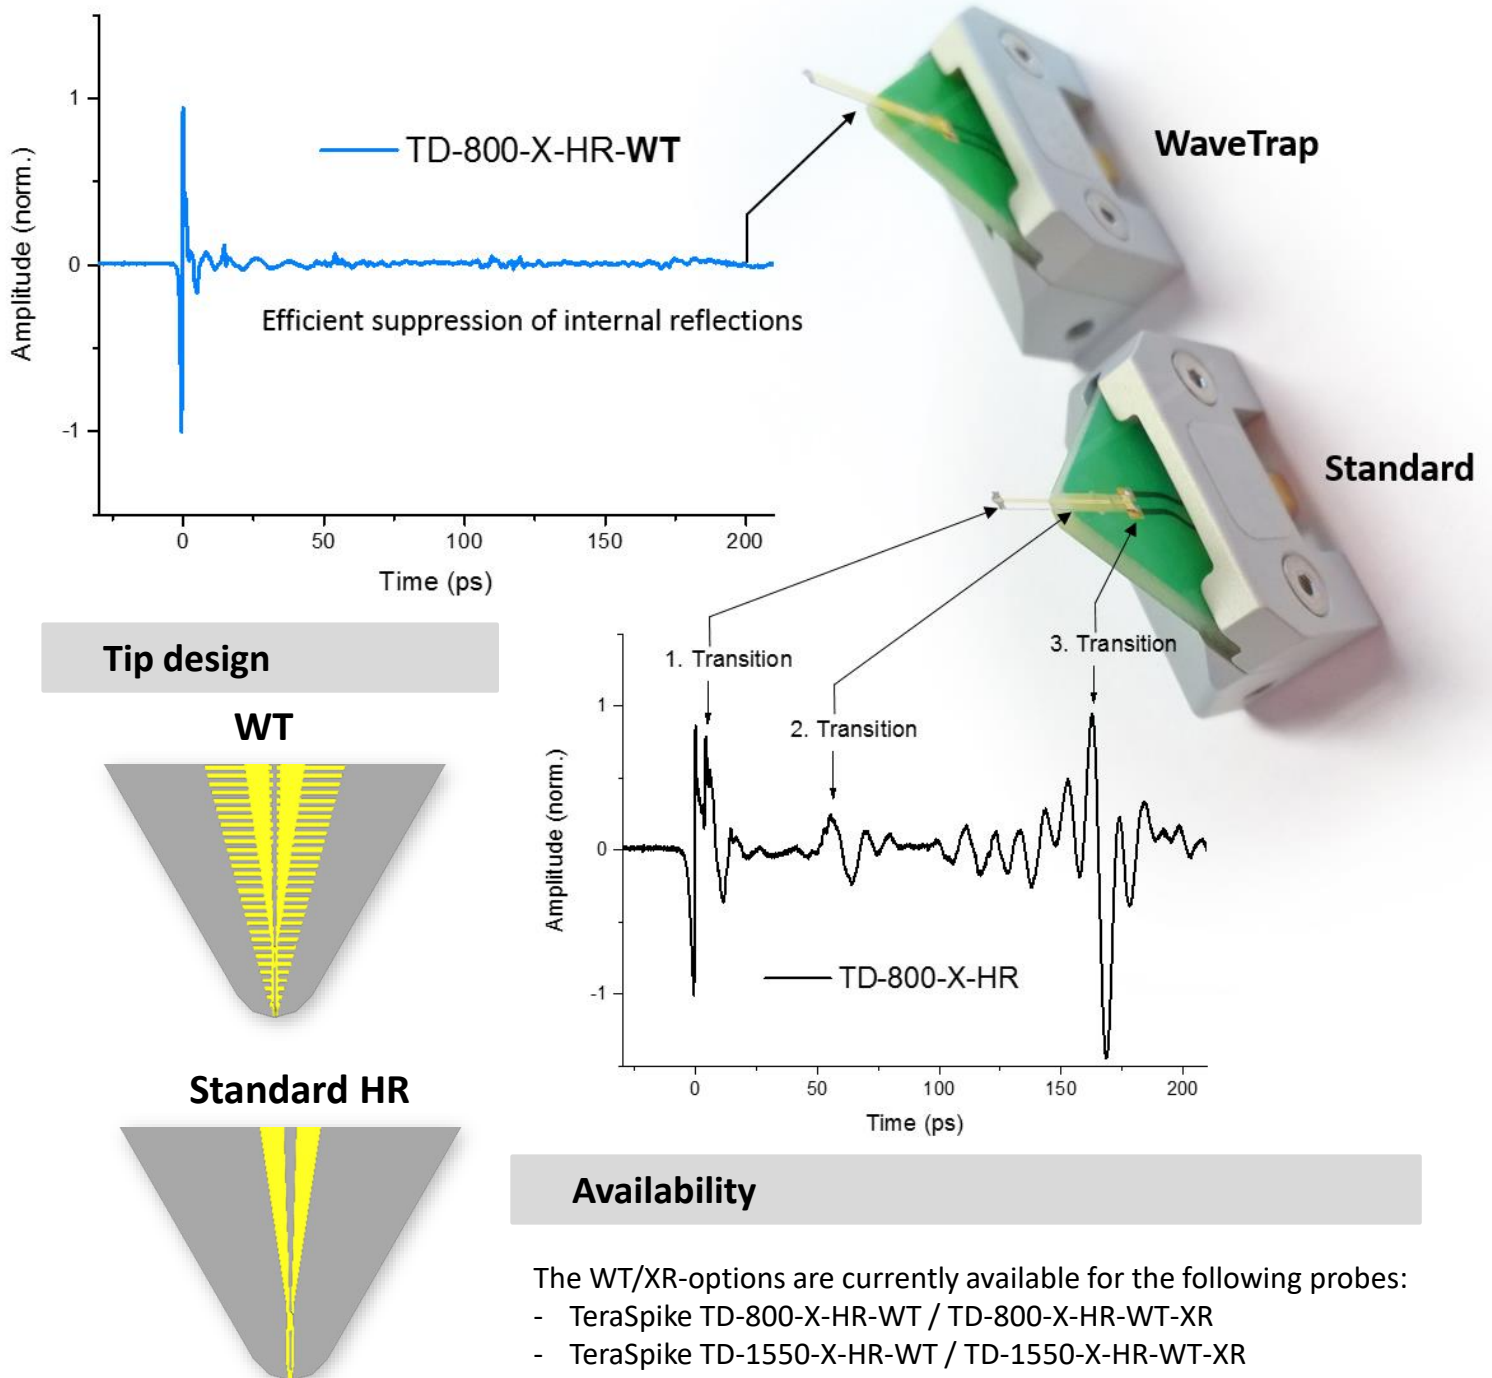 1
0
-1
Amplitude (norm.)
TD-800-X-HR-WT
Efficient suppression of internal reflections
0
50
100
150
200
Time (ps)
WaveTrap
Standard
Tip design
WT
Standard HR
1. Transition
2. Transition
3. Transition
1
0
-1
Amplitude (norm.)
TD-800-X-HR
0
50
100
150
200
Time (ps)
Availability
The WT/XR-options are currently available for the following probes:
- TeraSpike TD-800-X-HR-WT / TD-800-X-HR-WT-XR
- TeraSpike TD-1550-X-HR-WT / TD-1550-X-HR-WT-XR